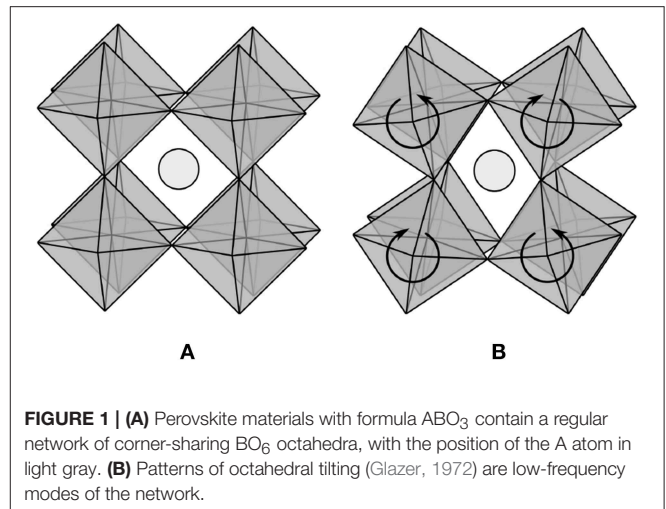 A B
FIGURE 1 | (A) Perovskite materials with formula ABO₃ contain a regular
network of corner-sharing BO₆ octahedra, with the position of the A atom in
light gray. (B) Patterns of octahedral tilting (Glazer, 1972) are low-frequency
modes of the network.